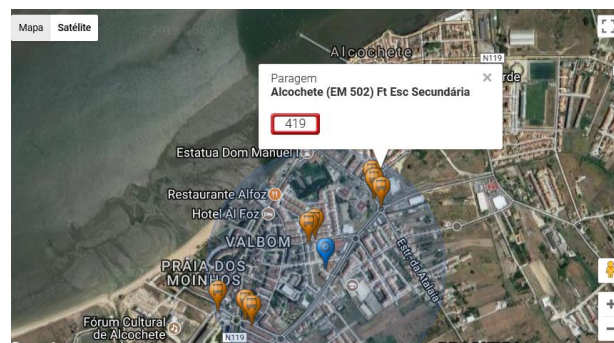 Mapa Satélite
Alcochete
N119
Paragem
Alcochete (EM 502) Ft Esc Secundária
419
Estatua Dom Manuel I
Restaurante Alfoz
Hotel Al Foz
VALBOM
PRAIA DOS
MOINHOS
Estr. da Atalaia
Fórum Cultural
de Alcochete
N119